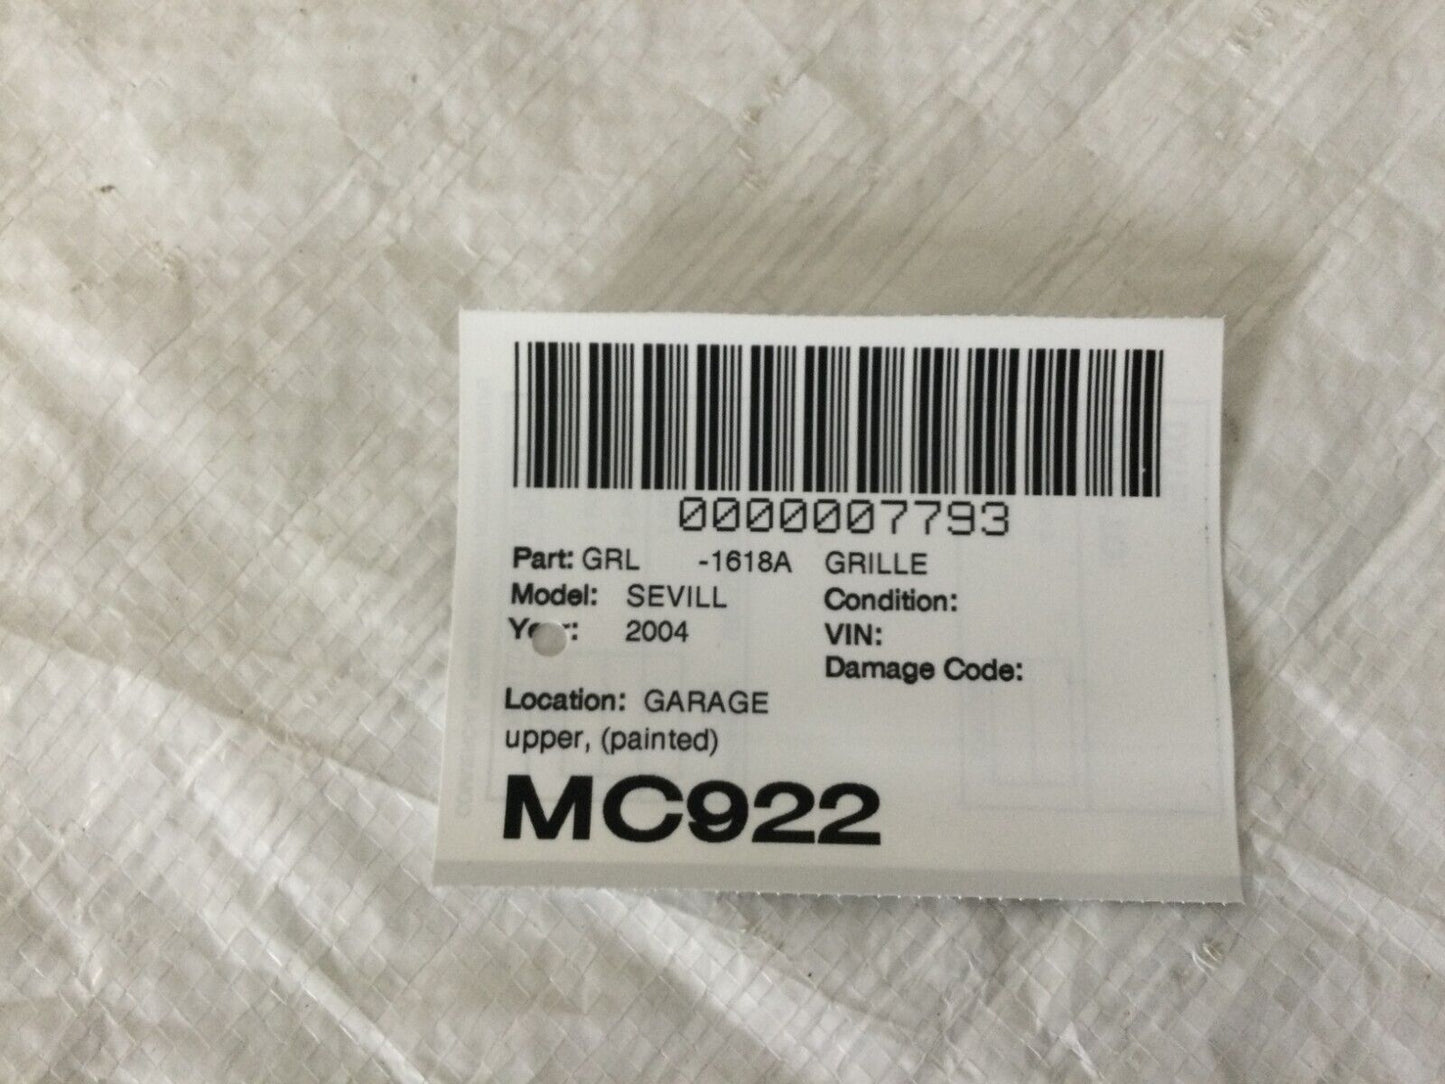 0000007793
Part: GRL -1618A GRILLE
Model: SEVILL Condition:
Year: 2004 VIN:
Damage Code:
Location: GARAGE
upper, (painted)
MC922